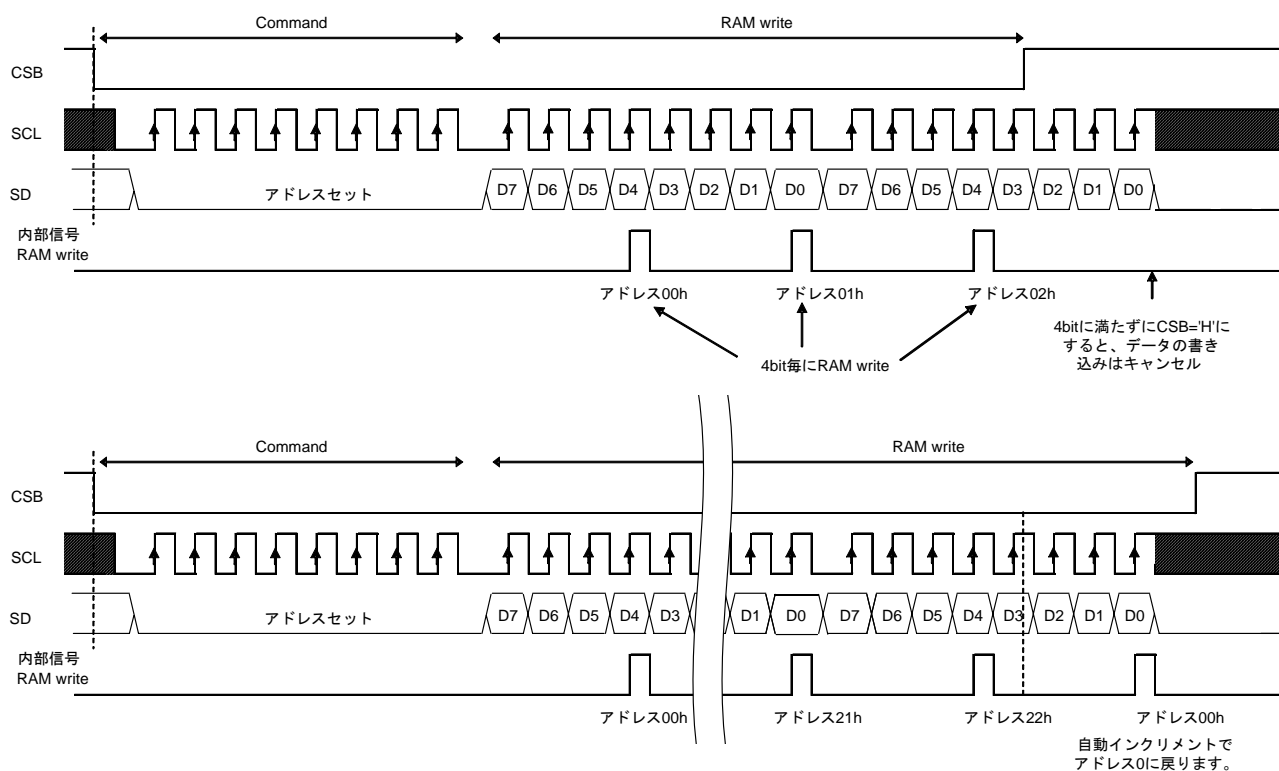 Command RAM write
CSB
SCL
SD アドレスセット D7 D6 D5 D4 D3 D2 D1 D0 D7 D6 D5 D4 D3 D2 D1 D0
内部信号
RAM write
アドレス00h アドレス01h アドレス02h
4bit毎にRAM write
4bitに満たずにCSB='H'に
すると、データの書き
込みはキャンセル
Command RAM write
CSB
SCL
SD アドレスセット D7 D6 D5 D4 D3 D1 D0 D7 D6 D5 D4 D3 D2 D1 D0
内部信号
RAM write
アドレス00h アドレス21h アドレス22h アドレス00h
自動インクリメントで
アドレス0に戻ります。